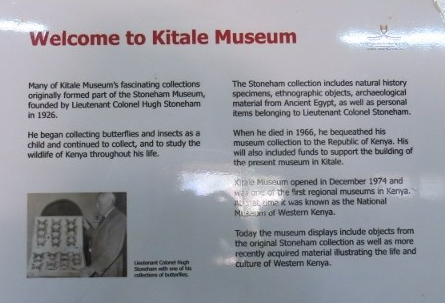 Welcome to Kitale Museum
Many of Kitale Museum's fascinating collections
originally formed part of the Stoneham Museum,
founded by Lieutenant Colonel Hugh Stoneham
in 1926.
He began collecting butterflies and insects as a
child and continued to collect, and to study the
wildlife of Kenya throughout his life.
Lieutenant Colonel Hugh
Stoneham with one of his
collections of butterflies.
The Stoneham collection includes natural history
specimens, ethnographic objects, archaeological
material from Ancient Egypt, as well as personal
items belonging to Lieutenant Colonel Stoneham.
When he died in 1966, he bequeathed his
museum collection to the Republic of Kenya. His
will also included funds to support the building of
the present museum in Kitale.
Kitale Museum opened in December 1974 and
was one of the first regional museums in Kenya.
At that time it was known as the National
Museum of Western Kenya.
Today the museum displays include objects from
the original Stoneham collection as well as more
recently acquired material illustrating the life and
culture of Western Kenya.